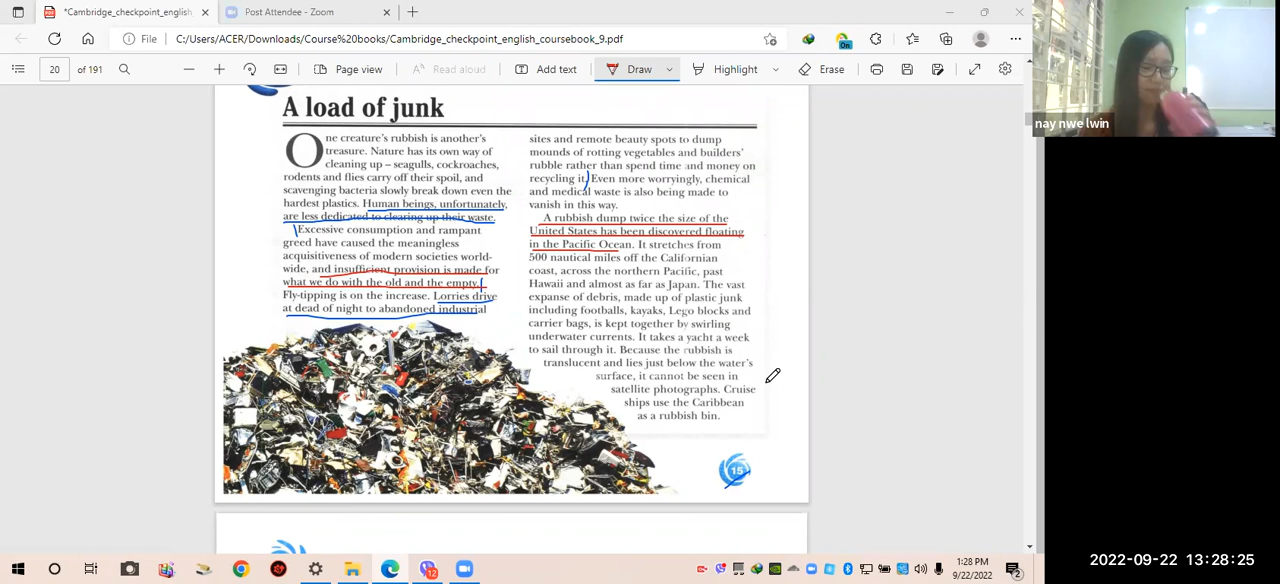 *Cambridge_checkpoint_english_
Post Attendee - Zoom
File
C:/Users/ACER/Downloads/Course%20books/Cambridge_checkpoint_english_coursebook_9.pdf
On
20 of 191
Page view
Read aloud
Add text
Draw
Highlight
Erase
nay nwe lwin
A load of junk
One creature's rubbish is another's
treasure. Nature has its own way of
cleaning up – seagulls, cockroaches,
rodents and flies carry off their spoil, and
scavenging bacteria slowly break down even the
hardest plastics. Human beings, unfortunately,
are less dedicated to clearing up their waste.
Excessive consumption and rampant
greed have caused the meaningless
acquisitiveness of modern societies world-
wide, and insufficient provision is made for
what we do with the old and the empty.
Fly-tipping is on the increase. Lorries drive
at dead of night to abandoned industrial
sites and remote beauty spots to dump
mounds of rotting vegetables and builders'
rubble rather than spend time and money on
recycling it. Even more worryingly, chemical
and medical waste is also being made to
vanish in this way.
A rubbish dump twice the size of the
United States has been discovered floating
in the Pacific Ocean. It stretches from
500 nautical miles off the Californian
coast, across the northern Pacific, past
Hawaii and almost as far as Japan. The vast
expanse of debris, made up of plastic junk
including footballs, kayaks, Lego blocks and
carrier bags, is kept together by swirling
underwater currents. It takes a yacht a week
to sail through it. Because the rubbish is
translucent and lies just below the water's
surface, it cannot be seen in
satellite photographs. Cruise
ships use the Caribbean
as a rubbish bin.
15
12
1:28 PM
9/22/2022
2
2022-09-22 13:28:25